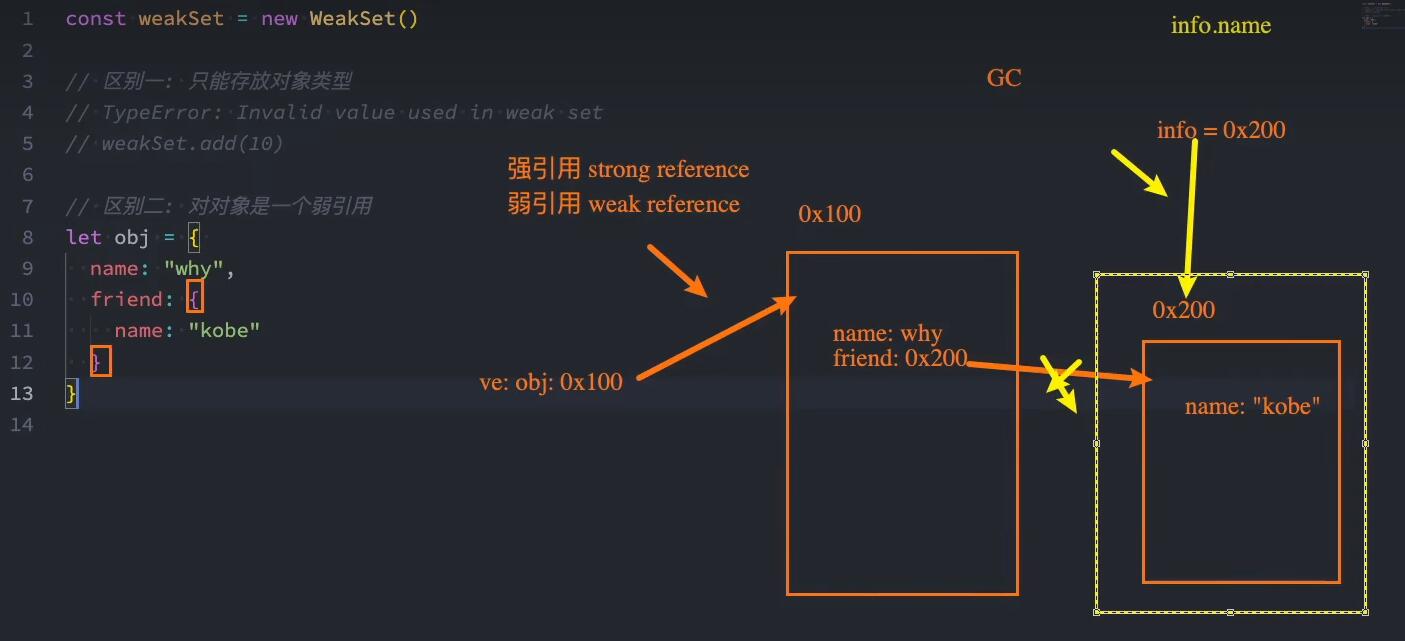 1 const weakSet = new WeakSet()
2
3 // 区别一: 只能存放对象类型
4 // TypeError: Invalid value used in weak set
5 // weakSet.add(10)
6
7 // 区别二: 对对象是一个弱引用
8 let obj = {
9 name: "why",
10 friend: {
11 name: "kobe"
12 }
13 }
14
info.name
GC
info = 0x200
强引用 strong reference
弱引用 weak reference
0x100
0x200
name: why
friend: 0x200
ve: obj: 0x100
name: "kobe"